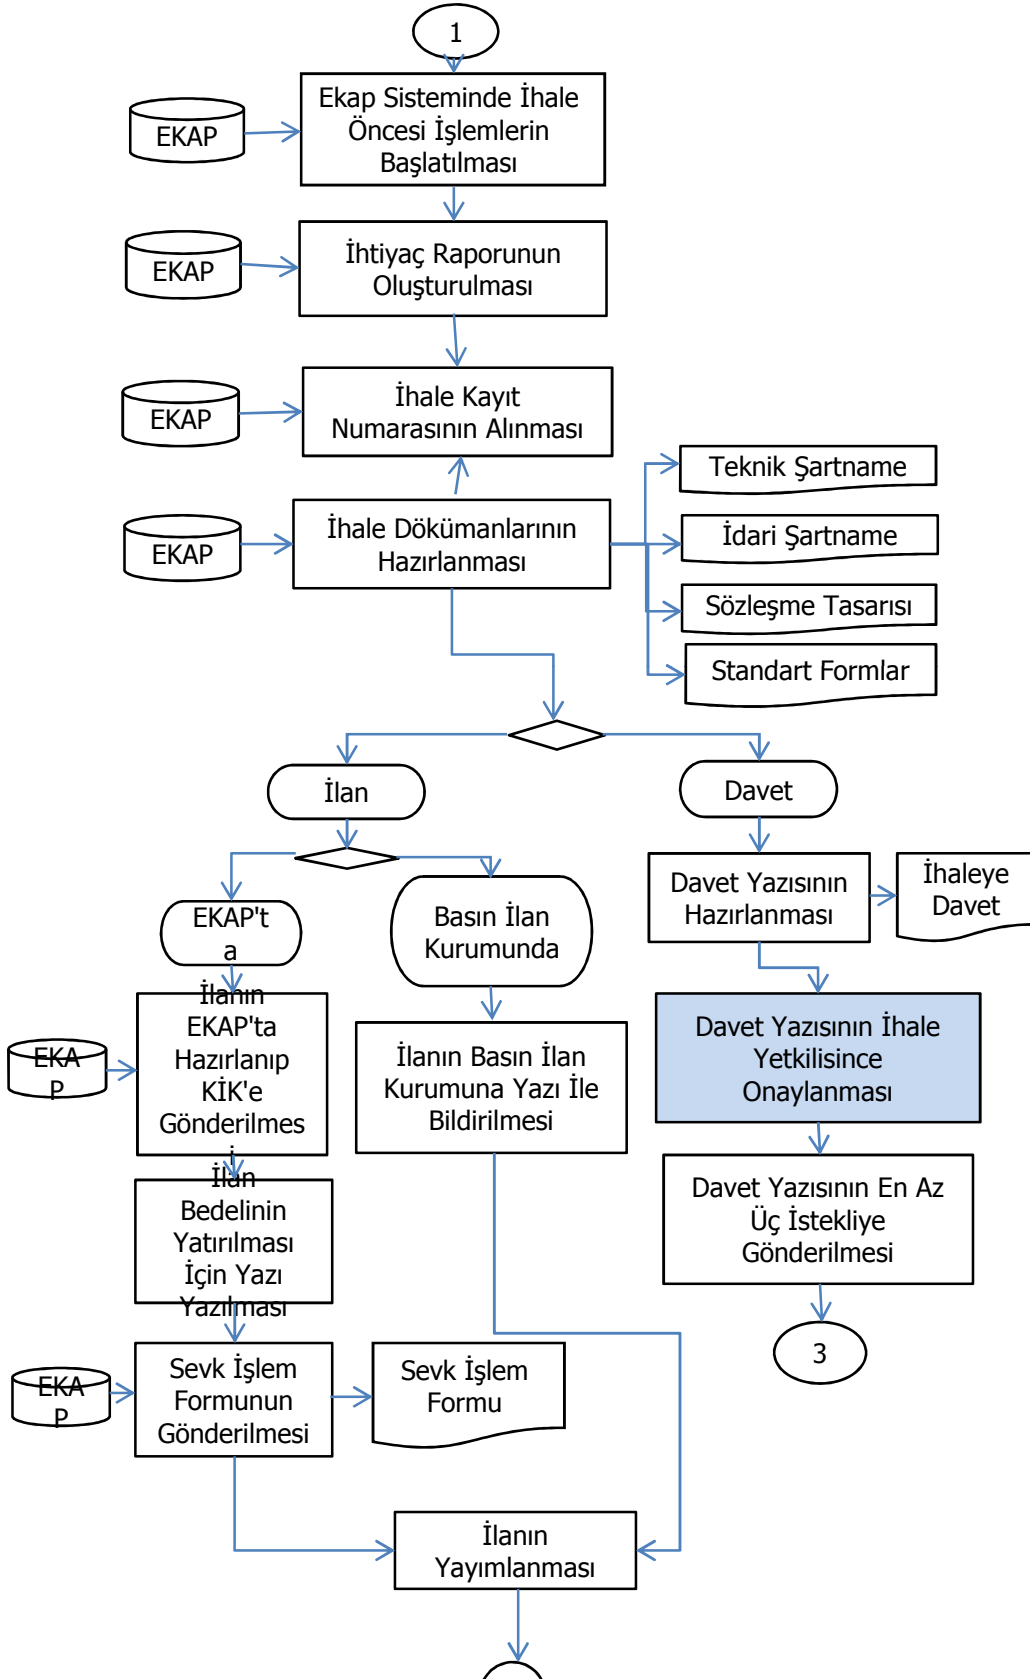 1
Ekap Sisteminde İhale
Öncesi İşlemlerin
Başlatılması
EKAP
İhtiyaç Raporunun
Oluşturulması
EKAP
İhale Kayıt
Numarasının Alınması
EKAP
İhale Dökümanlarının
Hazırlanması
EKAP
Teknik Şartname
İdari Şartname
Sözleşme Tasarısı
Standart Formlar
İlan
Davet
EKAP't
a
Basın İlan
Kurumunda
Davet Yazısının
Hazırlanması
İhaleye
Davet
İlanın
EKAP'ta
Hazırlanıp
KİK'e
Gönderilmes
i
EKA
P
İlanın Basın İlan
Kurumuna Yazı İle
Bildirilmesi
Davet Yazısının İhale
Yetkilisince
Onaylanması
İlan
Bedelinin
Yatırılması
İçin Yazı
Yazılması
Davet Yazısının En Az
Üç İstekliye
Gönderilmesi
3
EKA
P
Sevk İşlem
Formunun
Gönderilmesi
Sevk İşlem
Formu
İlanın
Yayımlanması